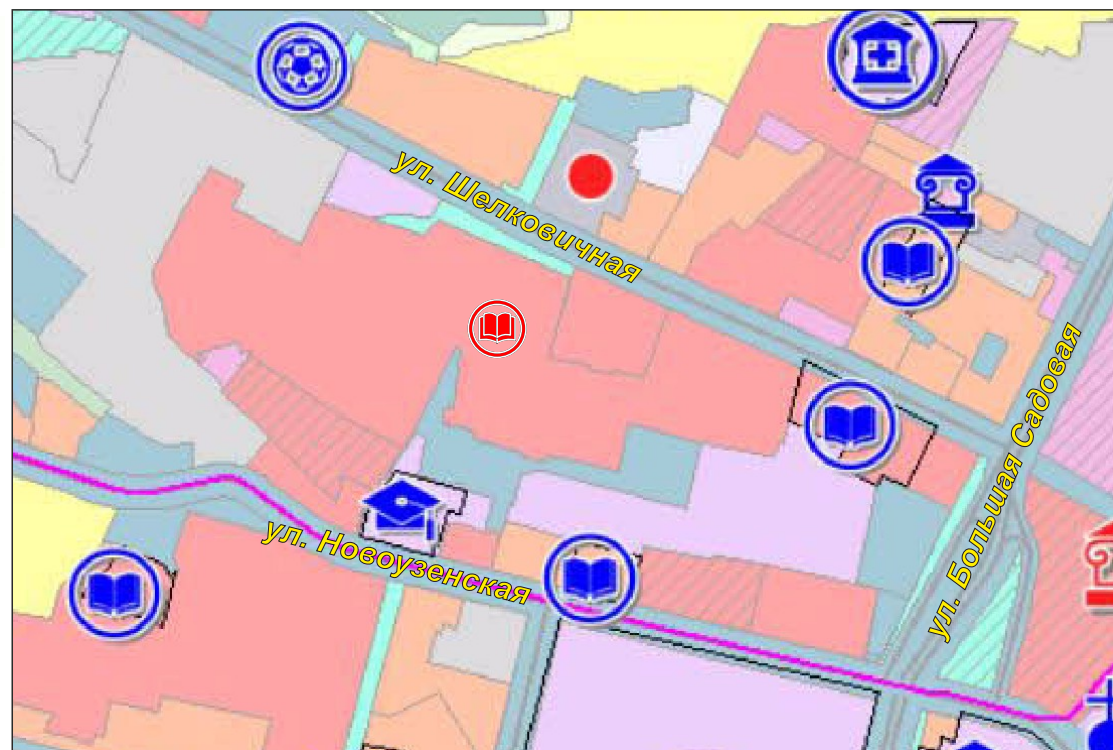 ул. Шелковичная
ул. Большая Садовая
ул. Новоузенская